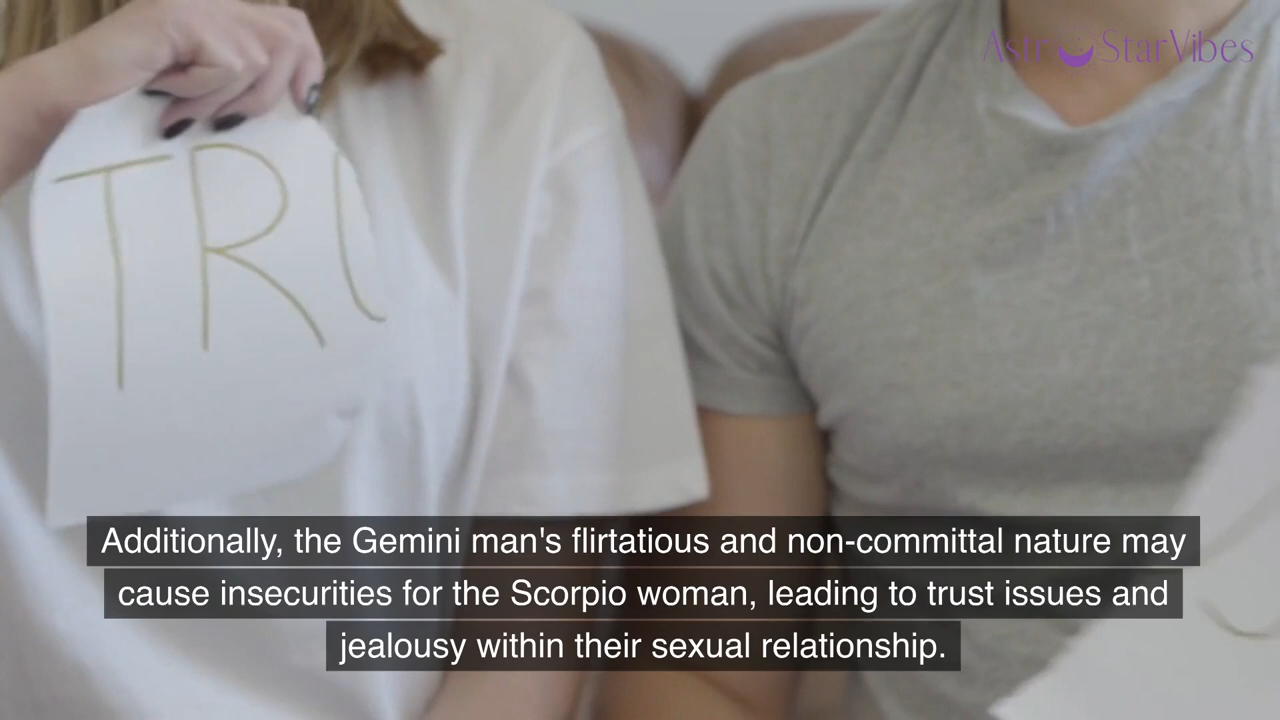 AstroStarVibes
TRU
Additionally, the Gemini man's flirtatious and non-committal nature may
cause insecurities for the Scorpio woman, leading to trust issues and
jealousy within their sexual relationship.